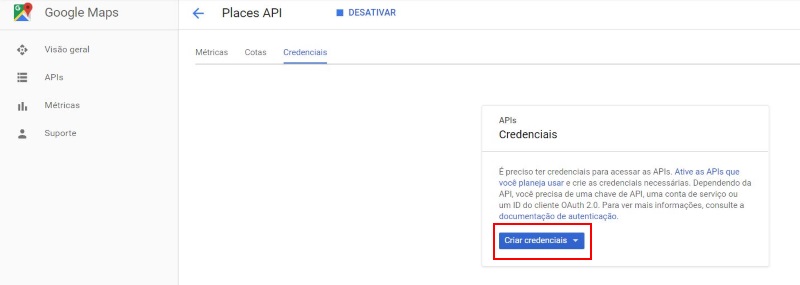 Google Maps
Places API
DESATIVAR
Visão geral
APIs
Métricas
Suporte
Métricas
Cotas
Credenciais
APIs
Credenciais
É preciso ter credenciais para acessar as APIs. Ative as APIs que
você planeja usar e crie as credenciais necessárias. Dependendo da
API, você precisa de uma chave de API, uma conta de serviço ou
um ID do cliente OAuth 2.0. Para ver mais informações, consulte a
documentação de autenticação.
Criar credenciais